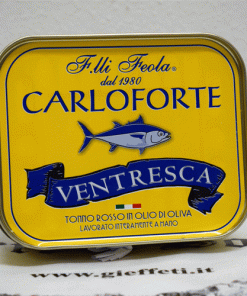 F.lli Feola®
dal 1980
CARLOFORTE
VENTRESCA
TONNO ROSSO IN OLIO DI OLIVA
LAVORATO INTERAMENTE A MANO
www.gieffeti.it